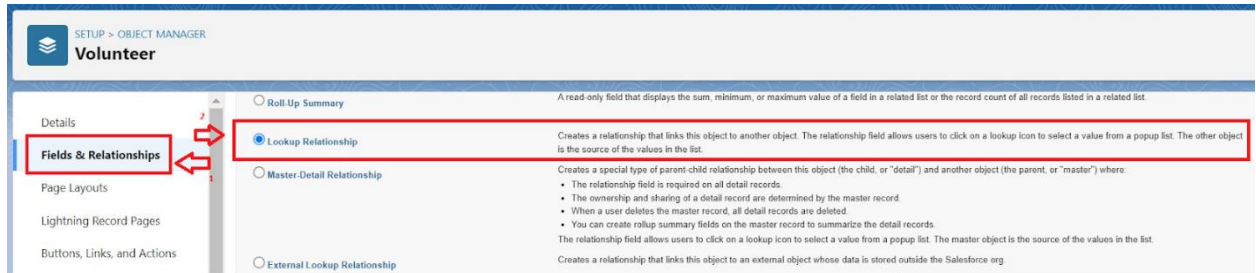 SETUP > OBJECT MANAGER
Volunteer
Details
2
Fields & Relationships
1
Page Layouts
Lightning Record Pages
Buttons, Links, and Actions
Roll-Up Summary
A read-only field that displays the sum, minimum, or maximum value of a field in a related list or the record count of all records listed in a related list.
Lookup Relationship
Creates a relationship that links this object to another object. The relationship field allows users to click on a lookup icon to select a value from a popup list. The other object
is the source of the values in the list.
Master-Detail Relationship
Creates a special type of parent-child relationship between this object (the child, or "detail") and another object (the parent, or "master") where:
• The relationship field is required on all detail records.
• The ownership and sharing of a detail record are determined by the master record.
• When a user deletes the master record, all detail records are deleted.
• You can create rollup summary fields on the master record to summarize the detail records.
The relationship field allows users to click on a lookup icon to select a value from a popup list. The master object is the source of the values in the list.
External Lookup Relationship
Creates a relationship that links this object to an external object whose data is stored outside the Salesforce org.